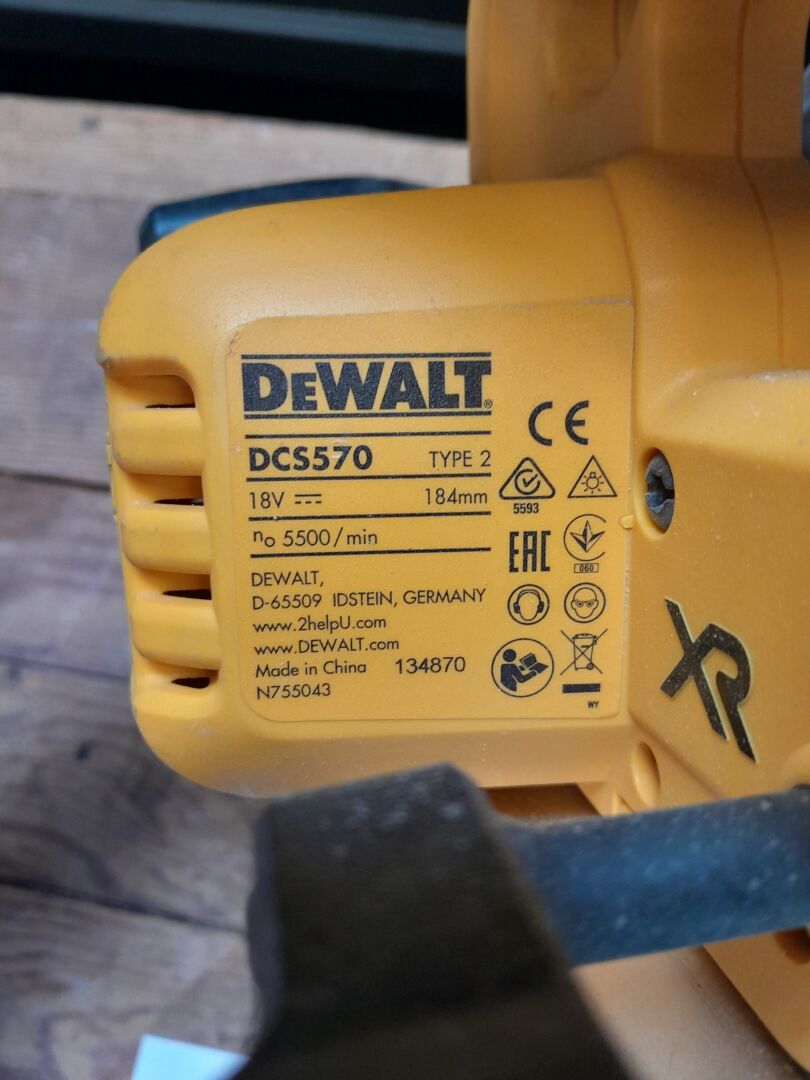 DEWALT®
DCS570 TYPE 2
18V 184mm
n₀ 5500/min
DEWALT,
D-65509 IDSTEIN, GERMANY
www.2helpU.com
www.DEWALT.com
Made in China 134870
N755043
CE
5593
EAC
060
WY
XR